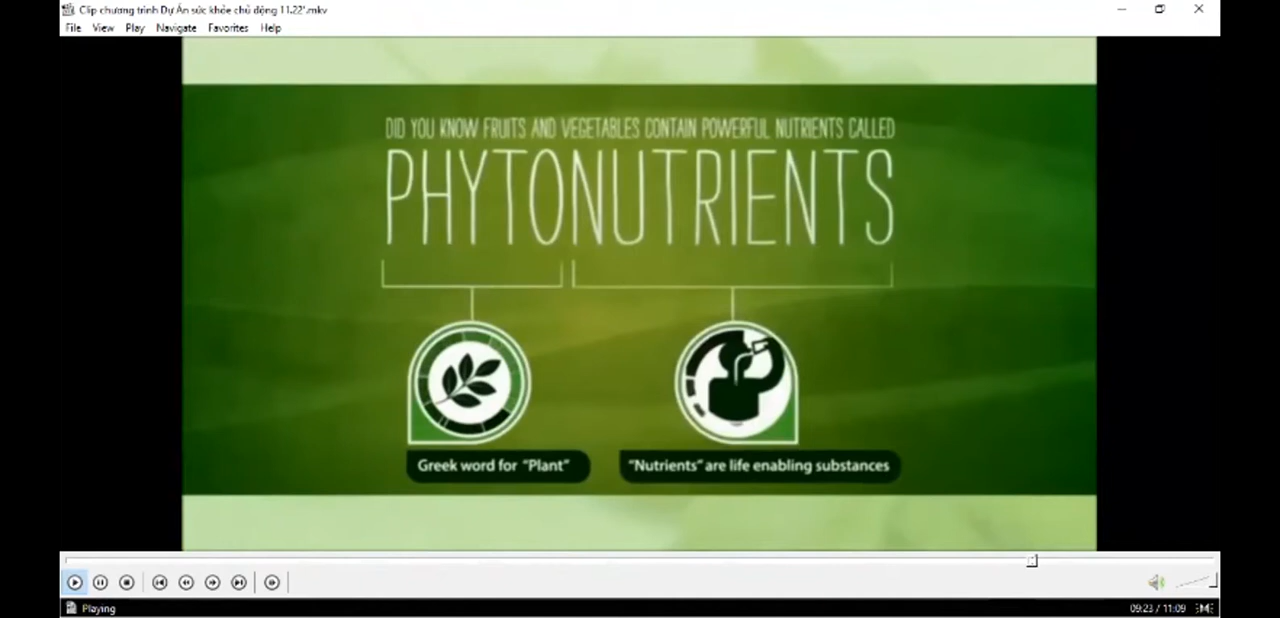 Clip chương trình Dự Án sức khỏe chủ động 11.22'.mkv
File View Play Navigate Favorites Help
DID YOU KNOW FRUITS AND VEGETABLES CONTAIN POWERFUL NUTRIENTS CALLED
PHYTONUTRIENTS
Greek word for "Plant"
"Nutrients" are life enabling substances
Playing
09:23 / 11:09